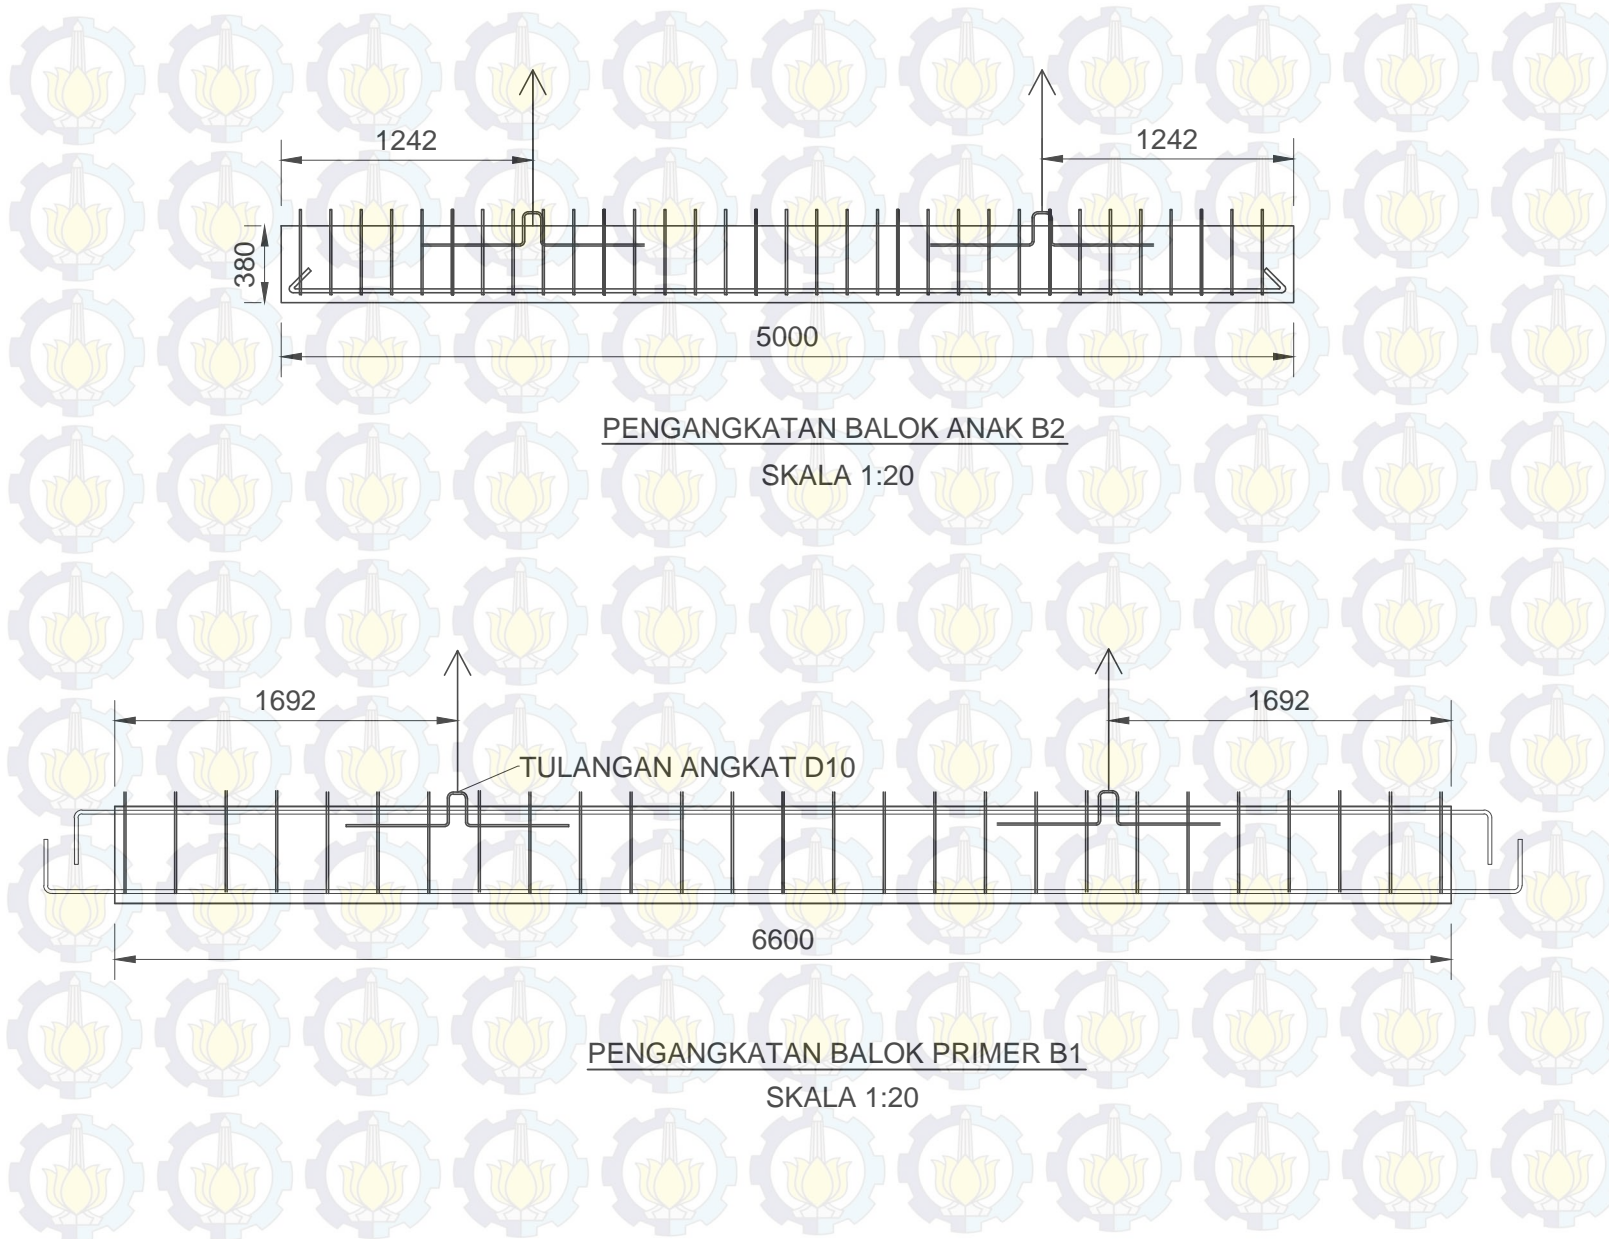 1242
1242
380
5000
PENGANGKATAN BALOK ANAK B2
SKALA 1:20
1692
1692
TULANGAN ANGKAT D10
6600
PENGANGKATAN BALOK PRIMER B1
SKALA 1:20